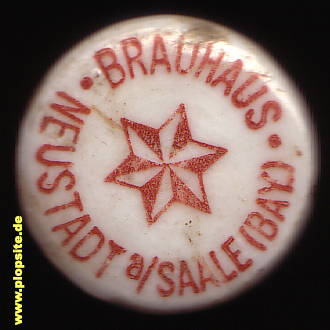 • BRAUHAUS •
NEUSTADT a/SAALE (BAY.)
www.plopsite.de